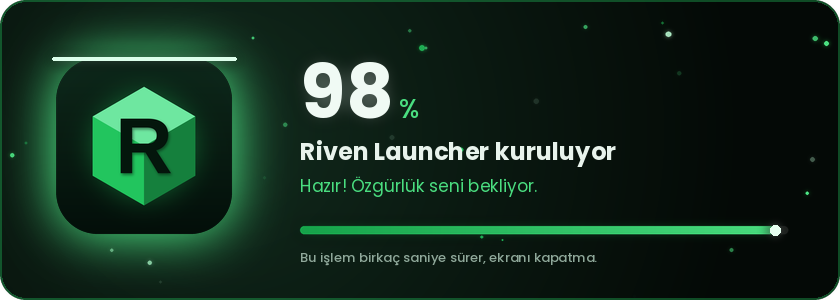 R
98 %
Riven Launcher kuruluyor
Hazır! Özgürlük seni bekliyor.
Bu işlem birkaç saniye sürer, ekranı kapatma.